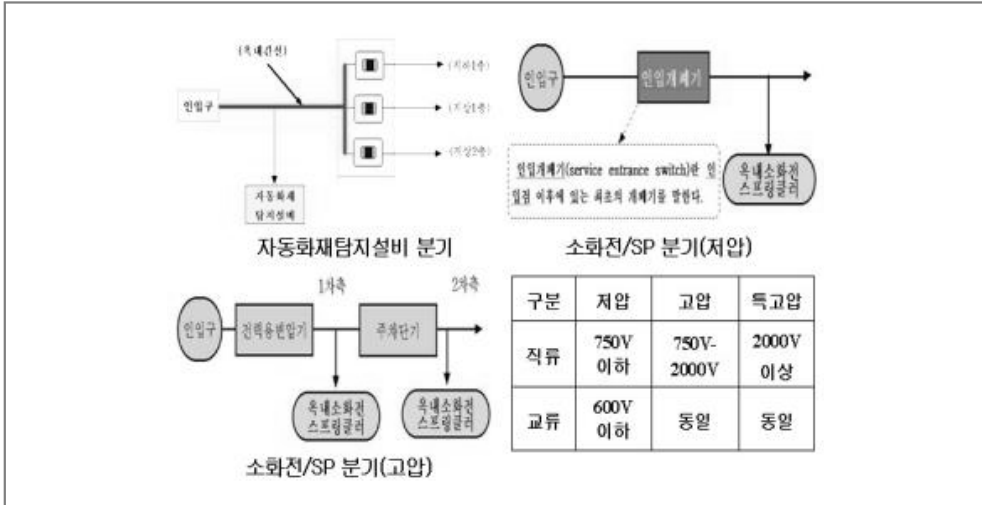 (옥내간선)
인입구
(지하1층)
(지상1층)
(지상2층)
자동화재
탐지설비
자동화재탐지설비 분기
인입구
인입개폐기
인입개폐기(service entrance switch)란 인
입점 이후에 있는 최초의 개폐기를 말한다.
옥내소화전
스프링클러
소화전/SP 분기(저압)
1차측
2차측
인입구
전력용변압기
주차단기
옥내소화전
스프링클러
옥내소화전
스프링클러
소화전/SP 분기(고압)
구분 저압 고압 특고압
직류 750V 이하 750V-2000V 2000V 이상
교류 600V 이하 동일 동일